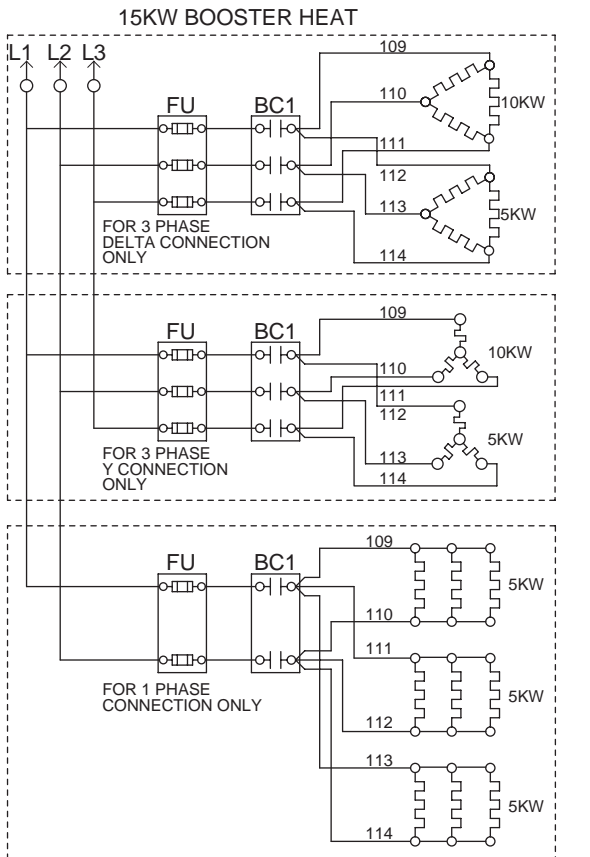 15KW BOOSTER HEAT
L1 L2 L3
109
FU BC1
110
10KW
111
112
113
5KW
FOR 3 PHASE
DELTA CONNECTION
ONLY
114
109
FU BC1
10KW
110
111
112
5KW
FOR 3 PHASE
Y CONNECTION
ONLY
113
114
109
FU BC1
5KW
110
111
FOR 1 PHASE
CONNECTION ONLY
5KW
112
113
5KW
114